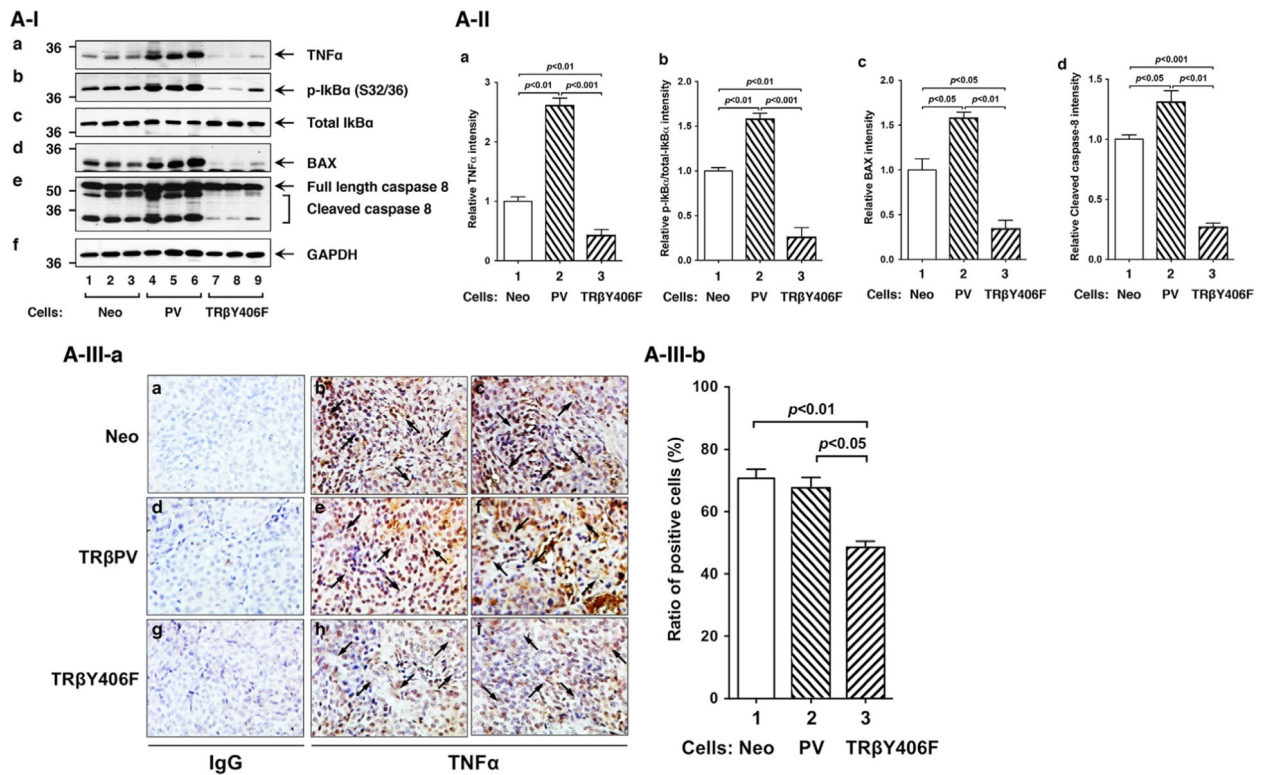 A-I
a
36
TNFα
b
36
p-IkBα (S32/36)
c
36
Total IkBα
d
36
BAX
e
50
Full length caspase 8
36
Cleaved caspase 8
f
36
GAPDH
1 2 3 4 5 6 7 8 9
Cells: Neo PV TRβY406F
A-II
a
Relative TNFα intensity
3
2
1
0
p<0.01
p<0.01 p<0.001
1 2 3
Cells: Neo PV TRβY406F
b
Relative p-IkBα/total-IkBα intensity
2.0
1.5
1.0
0.5
0.0
p<0.01
p<0.01 p<0.001
1 2 3
Cells: Neo PV TRβY406F
c
Relative BAX intensity
2.0
1.5
1.0
0.5
0.0
p<0.05
p<0.05 p<0.01
1 2 3
Cells: Neo PV TRβY406F
d
Relative Cleaved caspase-8 intensity
1.5
1.0
0.5
0.0
p<0.001
p<0.05 p<0.01
1 2 3
Cells: Neo PV TRβY406F
A-III-a
Neo
a b c
TRβPV
d e f
TRβY406F
g h i
IgG TNFα
A-III-b
Ratio of positive cells (%)
100
80
60
40
20
0
p<0.01
p<0.05
1 2 3
Cells: Neo PV TRβY406F